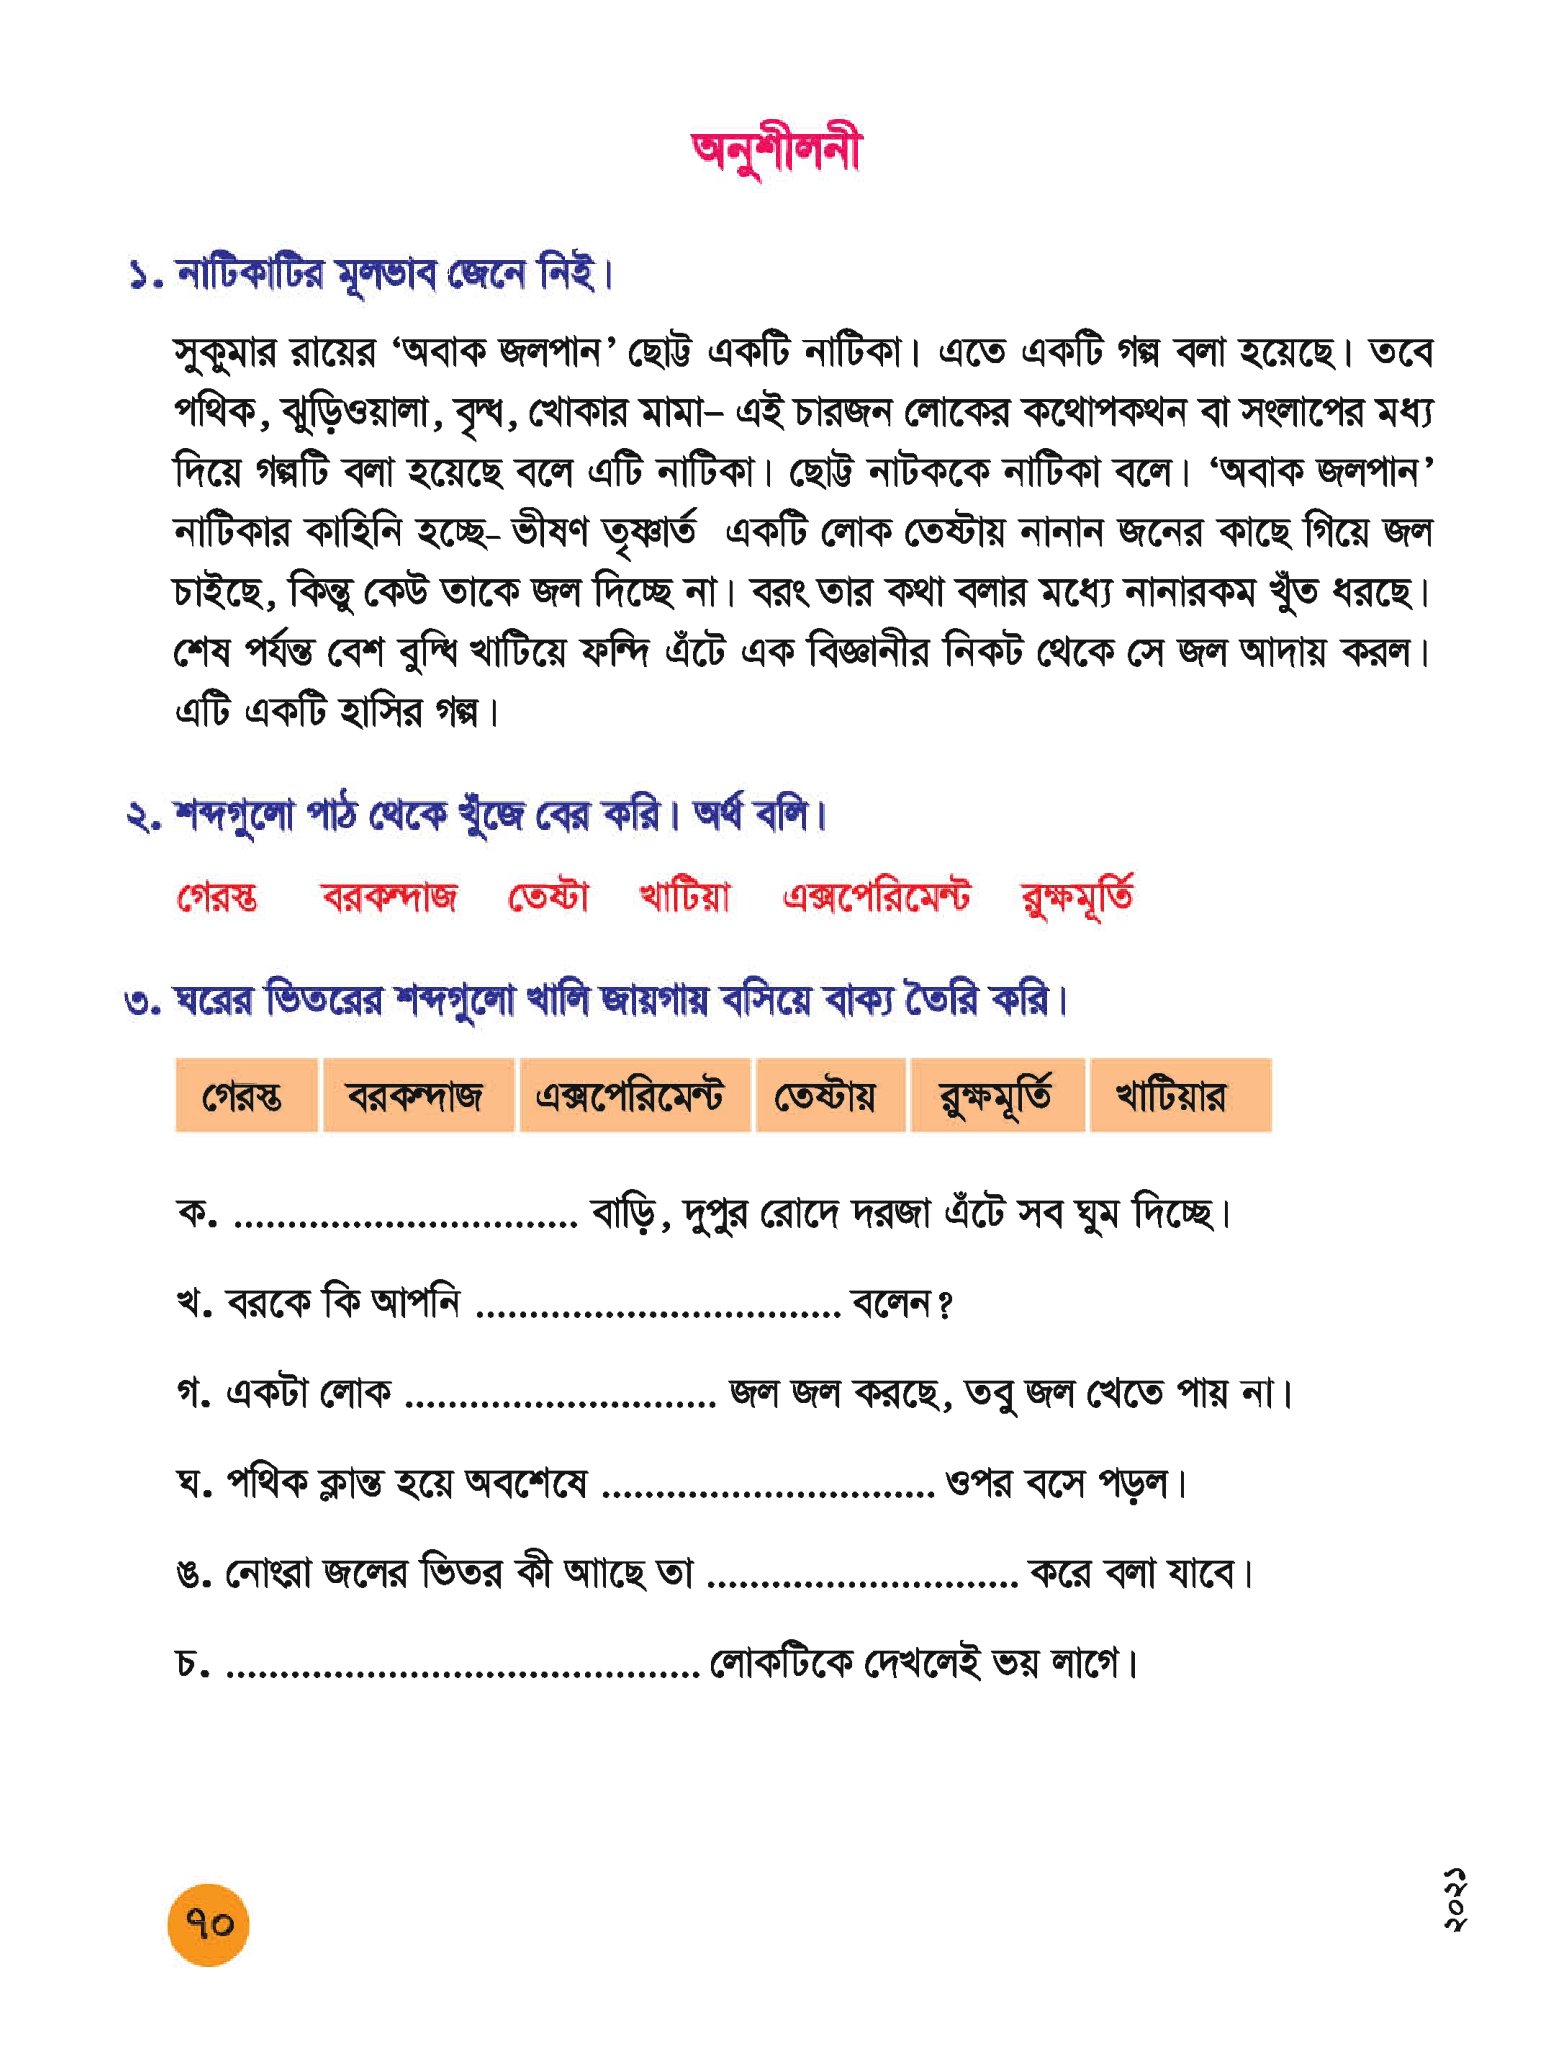 অনুশীলনী
১. নাটিকাটির মূলভাব জেনে নিই।
সুকুমার রায়ের ‘অবাক জলপান’ ছোট্ট একটি নাটিকা। এতে একটি গল্প বলা হয়েছে। তবে
পথিক, ঝুড়িওয়ালা, বৃদ্ধ, খোকার মামা– এই চারজন লোকের কথোপকথন বা সংলাপের মধ্য
দিয়ে গল্পটি বলা হয়েছে বলে এটি নাটিকা। ছোট্ট নাটককে নাটিকা বলে। ‘অবাক জলপান’
নাটিকার কাহিনি হচ্ছে– ভীষণ তৃষ্ণার্ত একটি লোক তেষ্টায় নানান জনের কাছে গিয়ে জল
চাইছে, কিন্তু কেউ তাকে জল দিচ্ছে না। বরং তার কথা বলার মধ্যে নানারকম খুঁত ধরছে।
শেষ পর্যন্ত বেশ বুদ্ধি খাটিয়ে ফন্দি এঁটে এক বিজ্ঞানীর নিকট থেকে সে জল আদায় করল।
এটি একটি হাসির গল্প।
২. শব্দগুলো পাঠ থেকে খুঁজে বের করি। অর্থ বলি।
গেরস্ত বরকন্দাজ তেষ্টা খাটিয়া এক্সপেরিমেন্ট রুক্ষমূর্তি
৩. ঘরের ভিতরের শব্দগুলো খালি জায়গায় বসিয়ে বাক্য তৈরি করি।
গেরস্ত বরকন্দাজ এক্সপেরিমেন্ট তেষ্টায় রুক্ষমূর্তি খাটিয়ার
ক. ................................ বাড়ি, দুপুর রোদে দরজা এঁটে সব ঘুম দিচ্ছে।
খ. বরকে কি আপনি .................................. বলেন?
গ. একটা লোক ............................. জল জল করছে, তবু জল খেতে পায় না।
ঘ. পথিক ক্লান্ত হয়ে অবশেষে ............................... ওপর বসে পড়ল।
ঙ. নোংরা জলের ভিতর কী আাছে তা ............................. করে বলা যাবে।
চ. ............................................ লোকটিকে দেখলেই ভয় লাগে।
৭০
২০২১